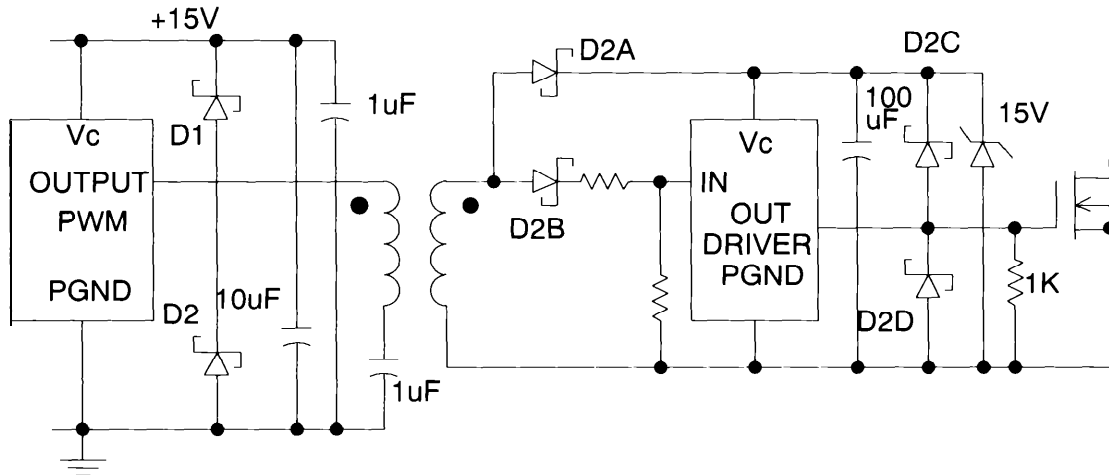 +15V
D2A
D2C
1uF
100
uF
15V
Vc
D1
Vc
OUTPUT
PWM
IN
OUT
DRIVER
PGND
D2B
PGND
10uF
D2
1K
D2D
1uF